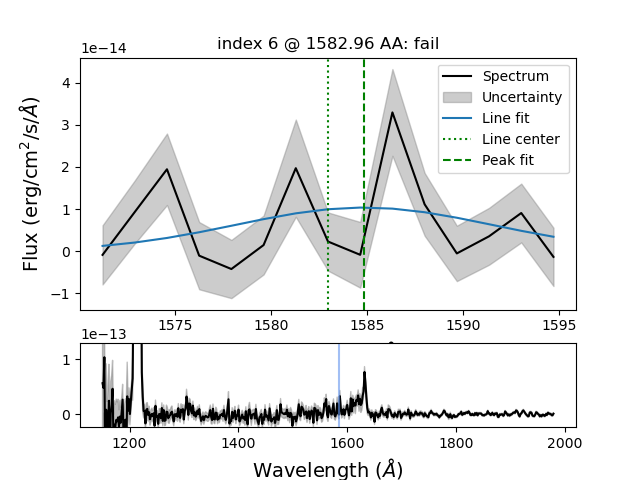 index 6 @ 1582.96 AA: fail
1e−14
Flux (erg/cm²/s/Å)
4
3
2
1
0
−1
Spectrum
Uncertainty
Line fit
Line center
Peak fit
1575 1580 1585 1590 1595
1e−13
1
0
1200 1400 1600 1800 2000
Wavelength (Å)